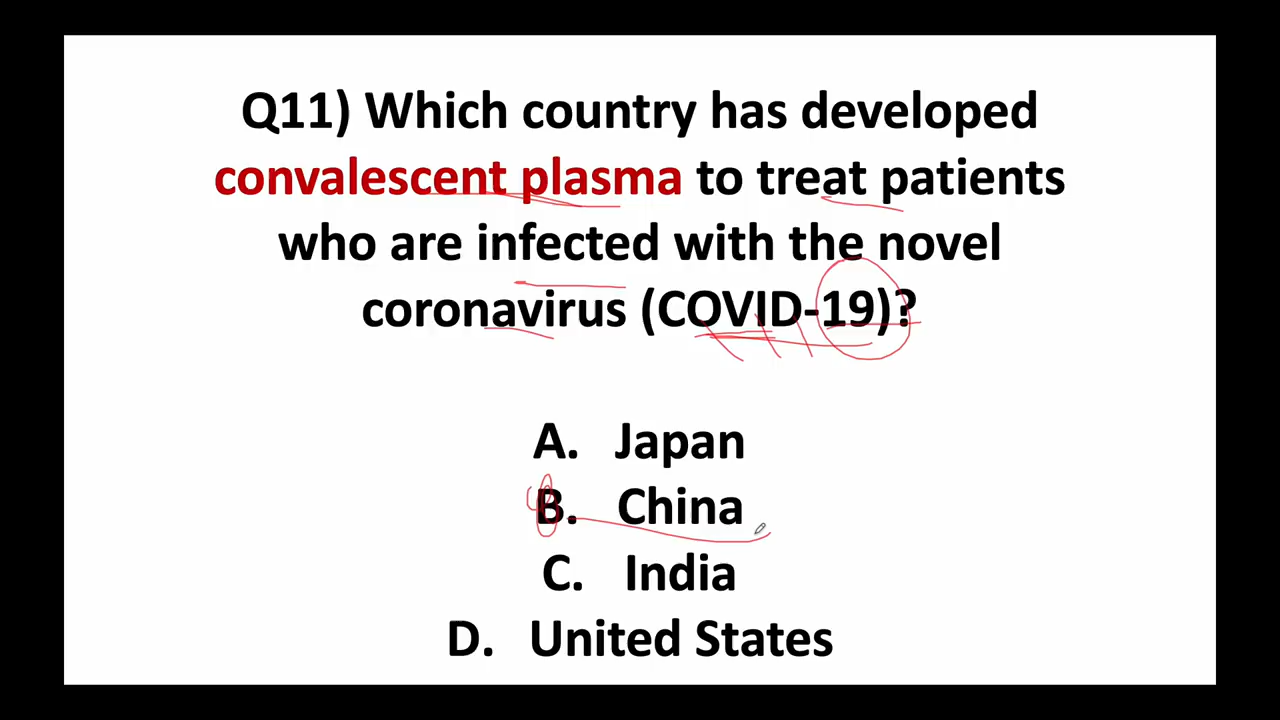 Q11) Which country has developed
convalescent plasma to treat patients
who are infected with the novel
coronavirus (COVID-19)?
A. Japan
B. China
C. India
D. United States